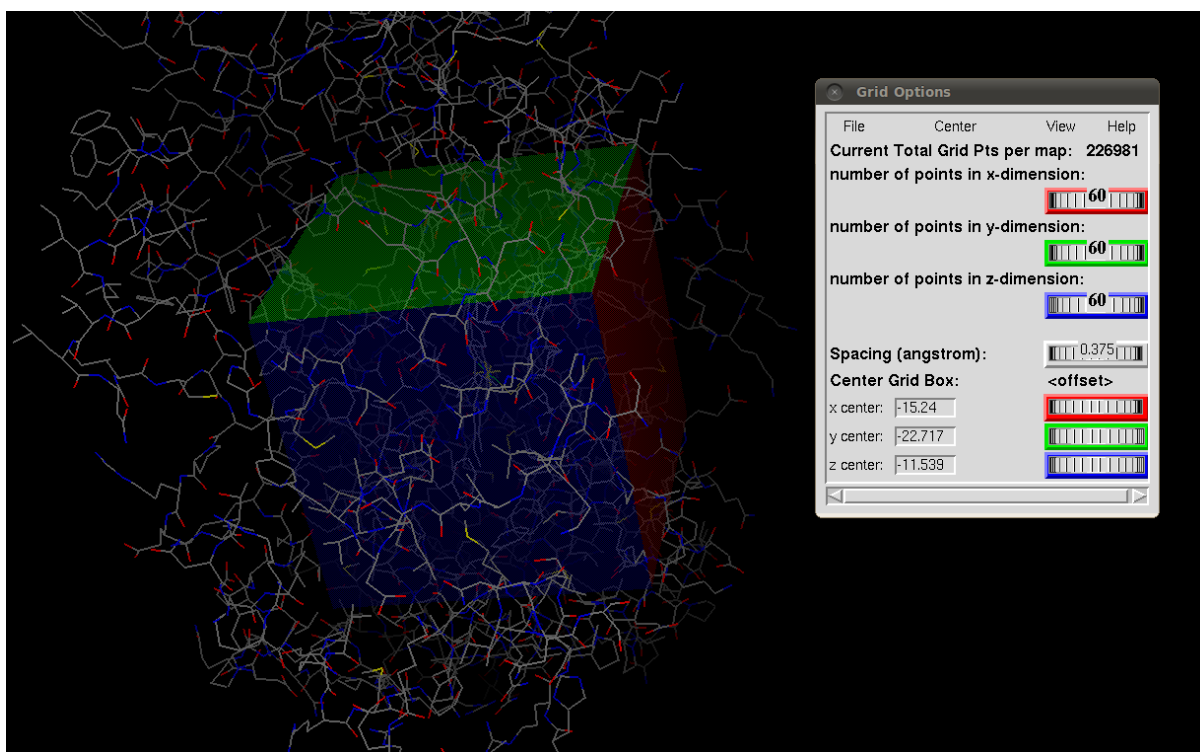 Grid Options
File Center View Help
Current Total Grid Pts per map: 226981
number of points in x-dimension:
60
number of points in y-dimension:
60
number of points in z-dimension:
60
Spacing (angstrom): 0.375
Center Grid Box: <offset>
x center: -15.24
y center: -22.717
z center: -11.539